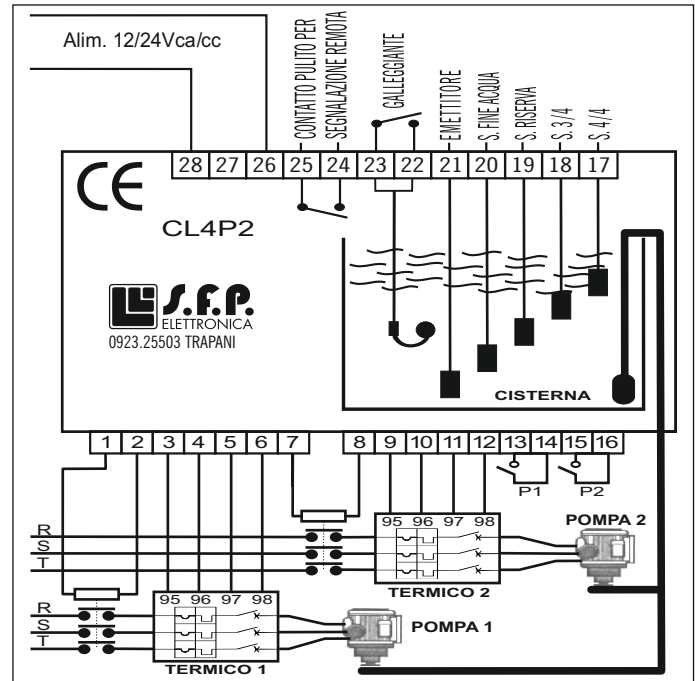 Alim. 12/24Vca/cc
CONTATTO PULITO PER
SEGNALAZIONE REMOTA
GALLEGGIANTE
EMETTITORE
S. FINE ACQUA
S. RISERVA
S. 3/4
S. 4/4
28 27 26 25 24 23 22 21 20 19 18 17
CE
CL4P2
S.F.P.
ELETTRONICA
0923.25503 TRAPANI
CISTERNA
1 2 3 4 5 6 7 8 9 10 11 12 13 14 15 16
P1 P2
R
S
T
95 96 97 98
POMPA 2
TERMICO 2
R
S
T
95 96 97 98
POMPA 1
TERMICO 1